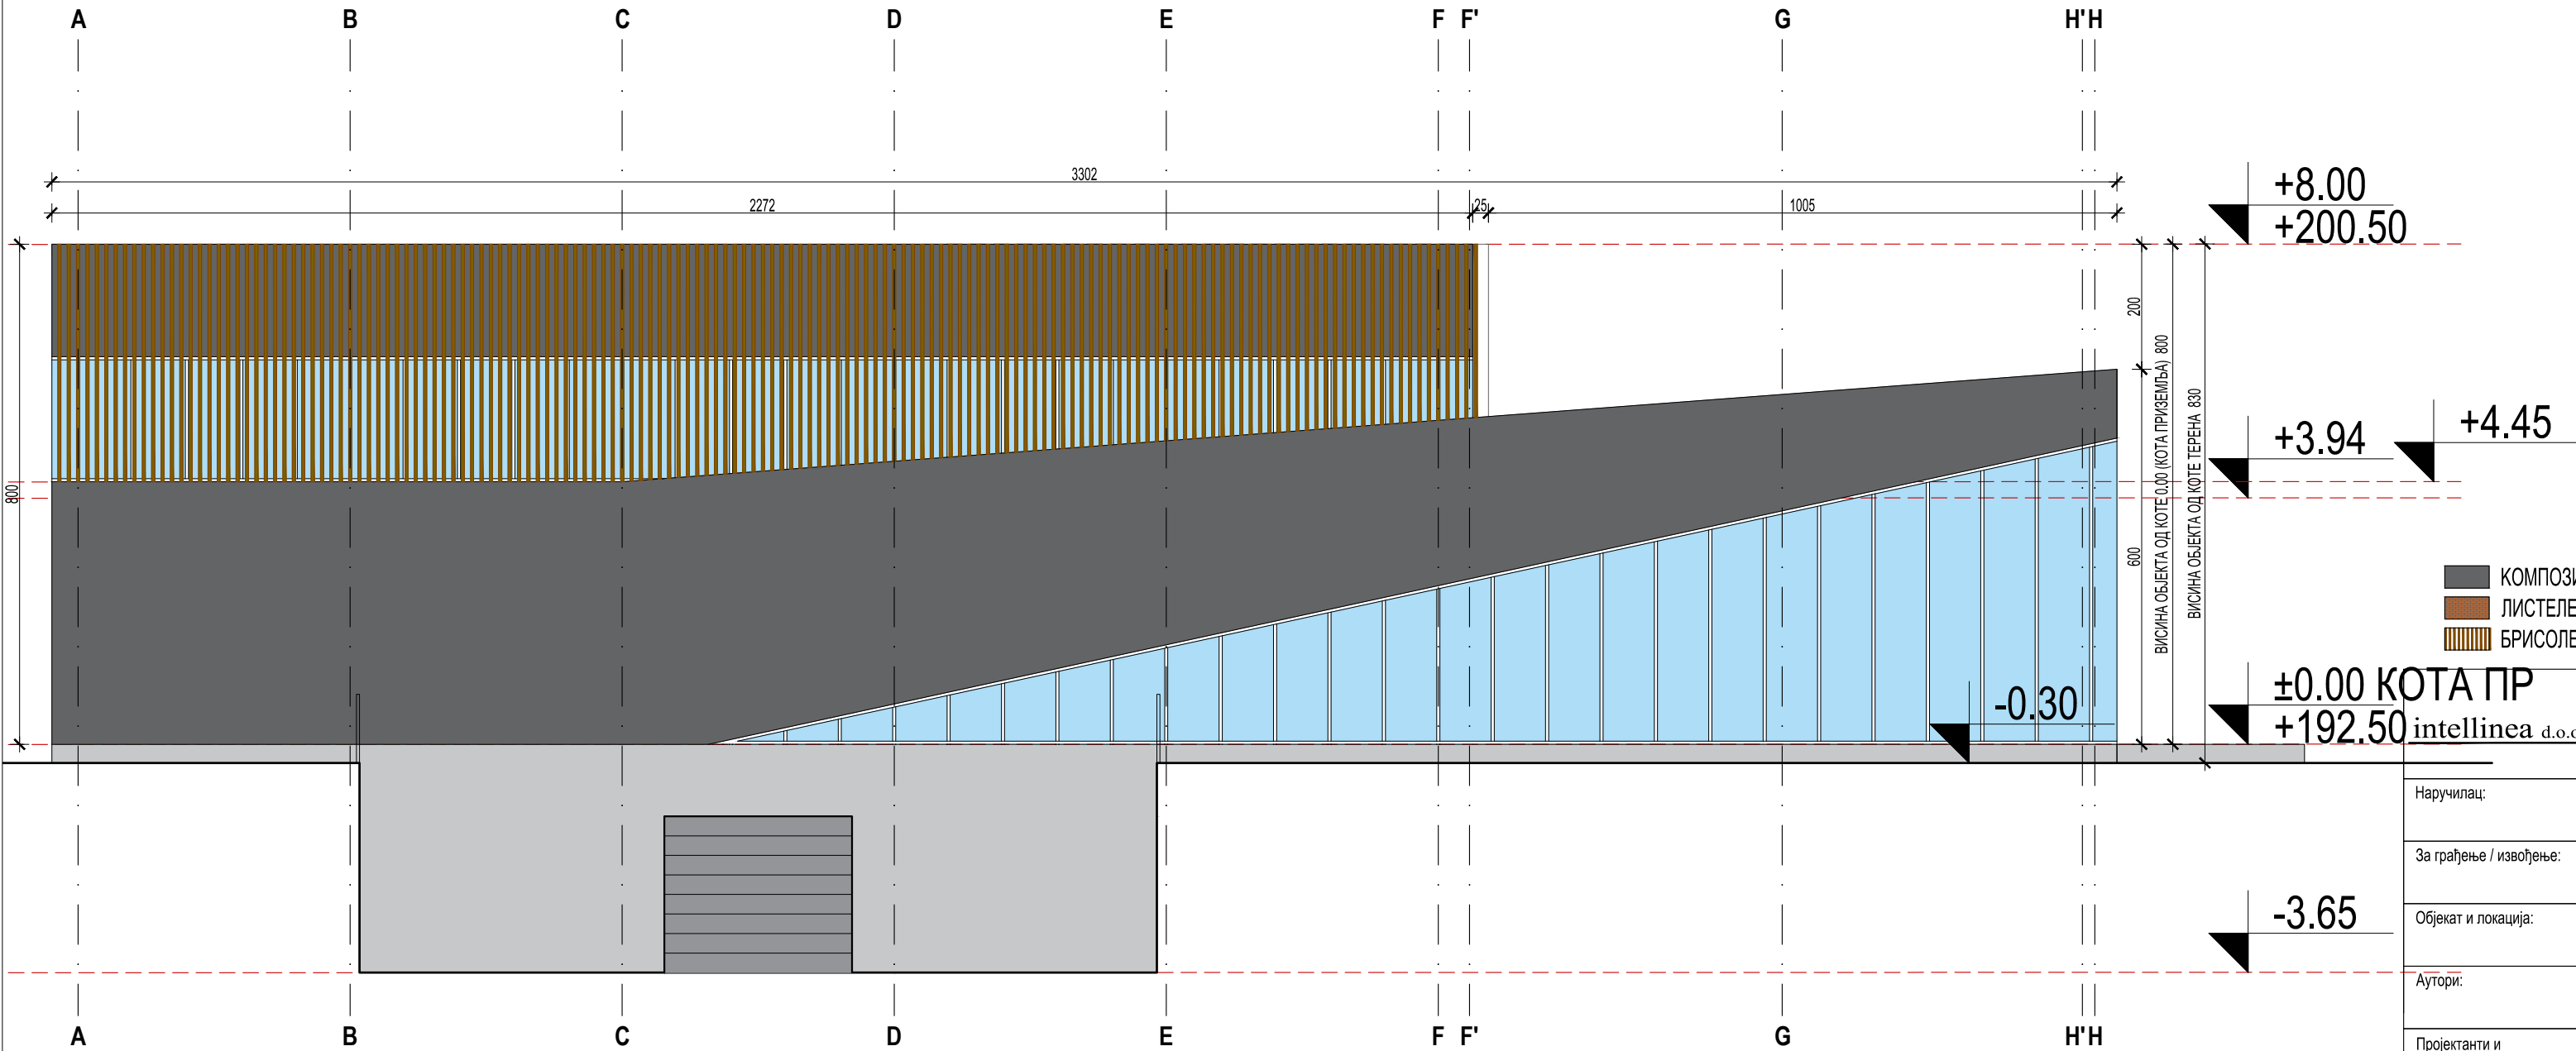 A B C D E F F' G H' H
3302
2272 25 1005
+8.00
+200.50
200
ВИСИНА ОБЈЕКТА ОД КОТЕ 0.00 (КОТА ПРИЗЕМЉА) 800
ВИСИНА ОБЈЕКТА ОД КОТЕ ТЕРЕНА 830
600
800
+3.94
+4.45
КОМПОЗИ
ЛИСТЕЛЕ
БРИСОЛЕ
±0.00 КОТА ПР
+192.50
-0.30
intellinea d.o.o
Наручилац:
За грађење / извођење:
Објекат и локација:
-3.65
Аутори:
Пројектанти и
A B C D E F F' G H' H